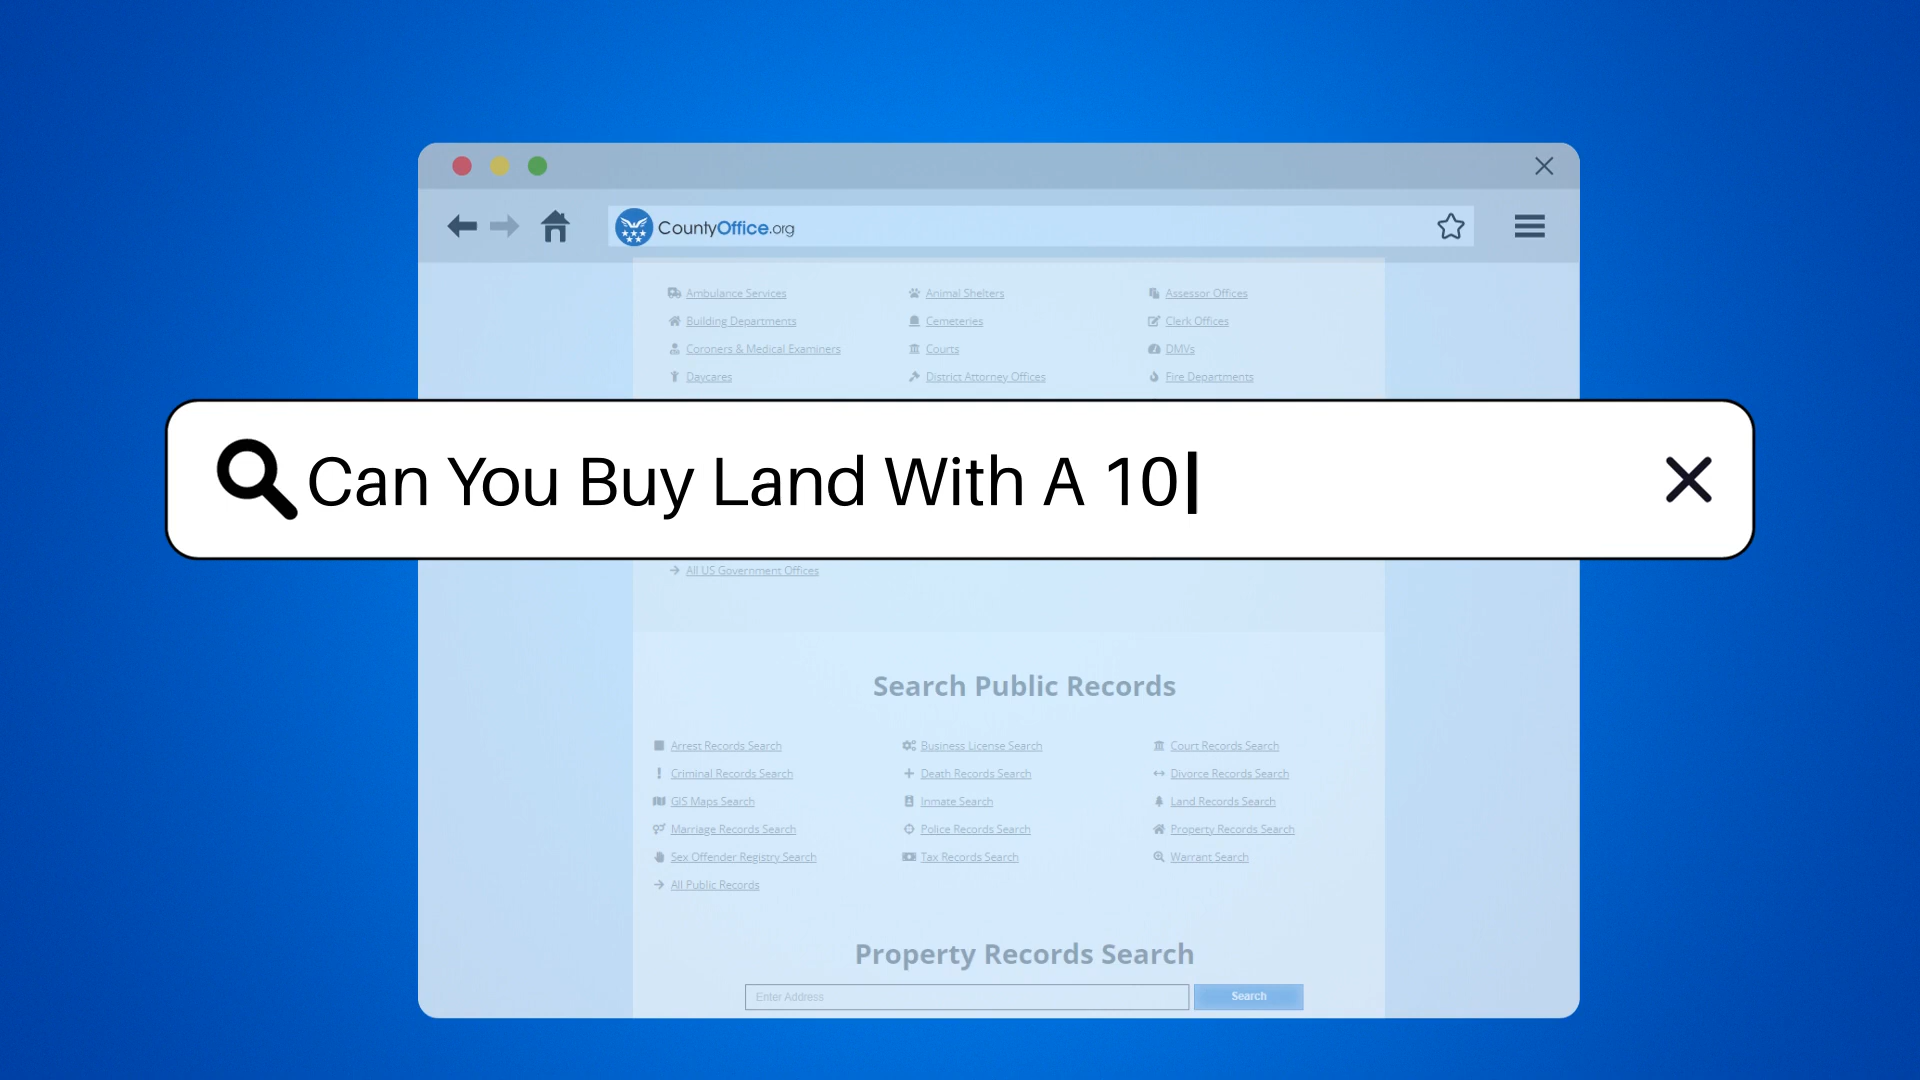 CountyOffice.org
Ambulance Services
Animal Shelters
Assessor Offices
Building Departments
Cemeteries
Clerk Offices
Coroners & Medical Examiners
Courts
DMVs
Daycares
District Attorney Offices
Fire Departments
Can You Buy Land With A 10
All US Government Offices
Search Public Records
Arrest Records Search
Business License Search
Court Records Search
Criminal Records Search
Death Records Search
Divorce Records Search
GIS Maps Search
Inmate Search
Land Records Search
Marriage Records Search
Police Records Search
Property Records Search
Sex Offender Registry Search
Tax Records Search
Warrant Search
All Public Records
Property Records Search
Enter Address
Search